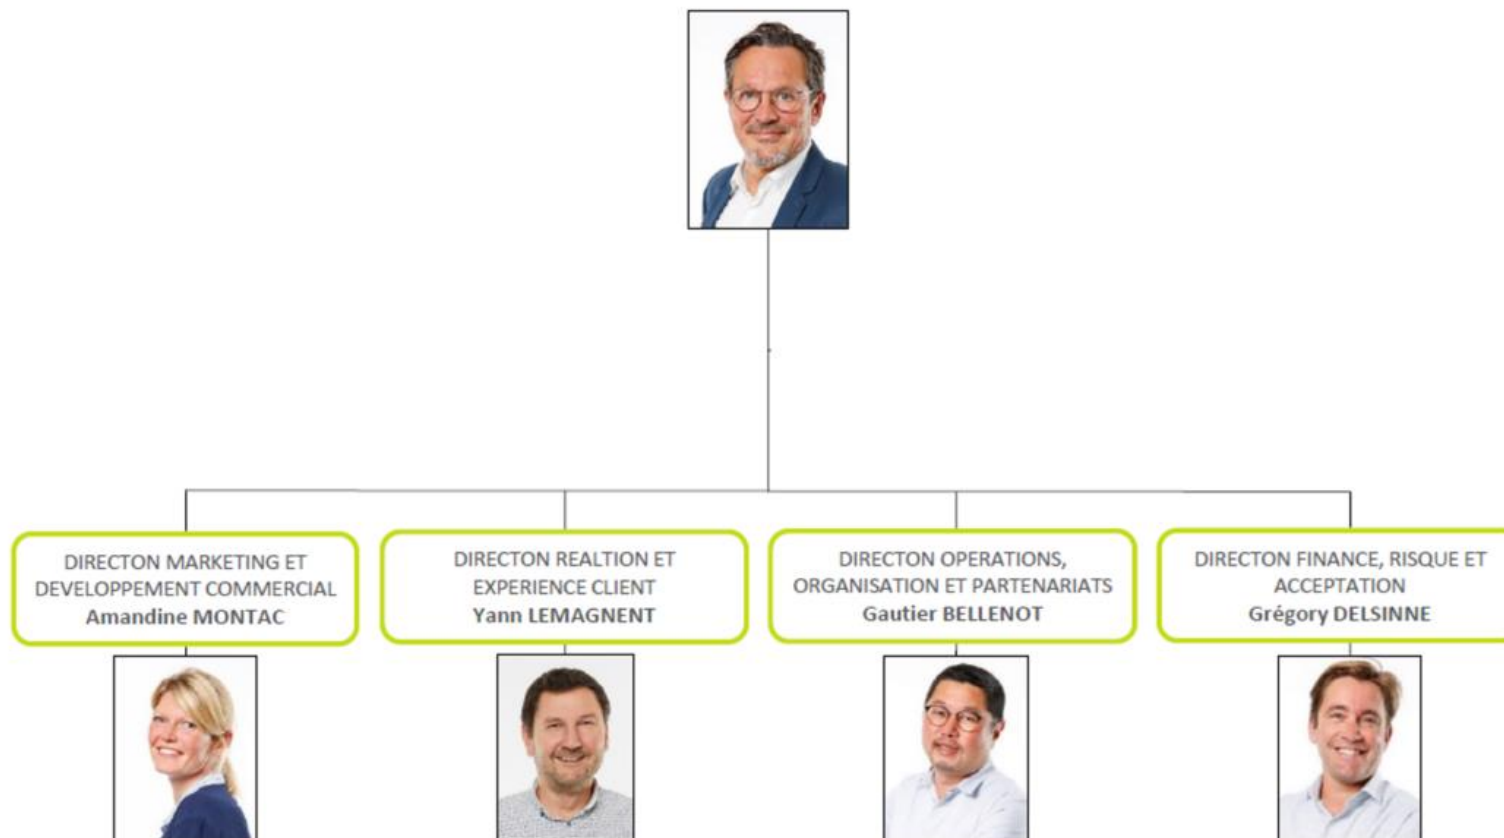 DIRECTON MARKETING ET
DEVELOPPEMENT COMMERCIAL
Amandine MONTAC
DIRECTON REALTION ET
EXPERIENCE CLIENT
Yann LEMAGNENT
DIRECTON OPERATIONS,
ORGANISATION ET PARTENARIATS
Gautier BELLENOT
DIRECTON FINANCE, RISQUE ET
ACCEPTATION
Grégory DELSINNE